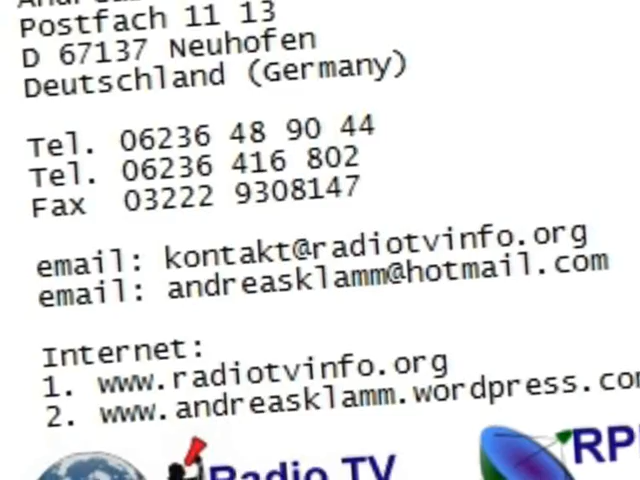 Postfach 11 13
D 67137 Neuhofen
Deutschland (Germany)
Tel. 06236 48 90 44
Tel. 06236 416 802
Fax 03222 9308147
email: kontakt@radiotvinfo.org
email: andreasklamm@hotmail.com
Internet:
1. www.radiotvinfo.org
2. www.andreasklamm.wordpress.com
Radio TV